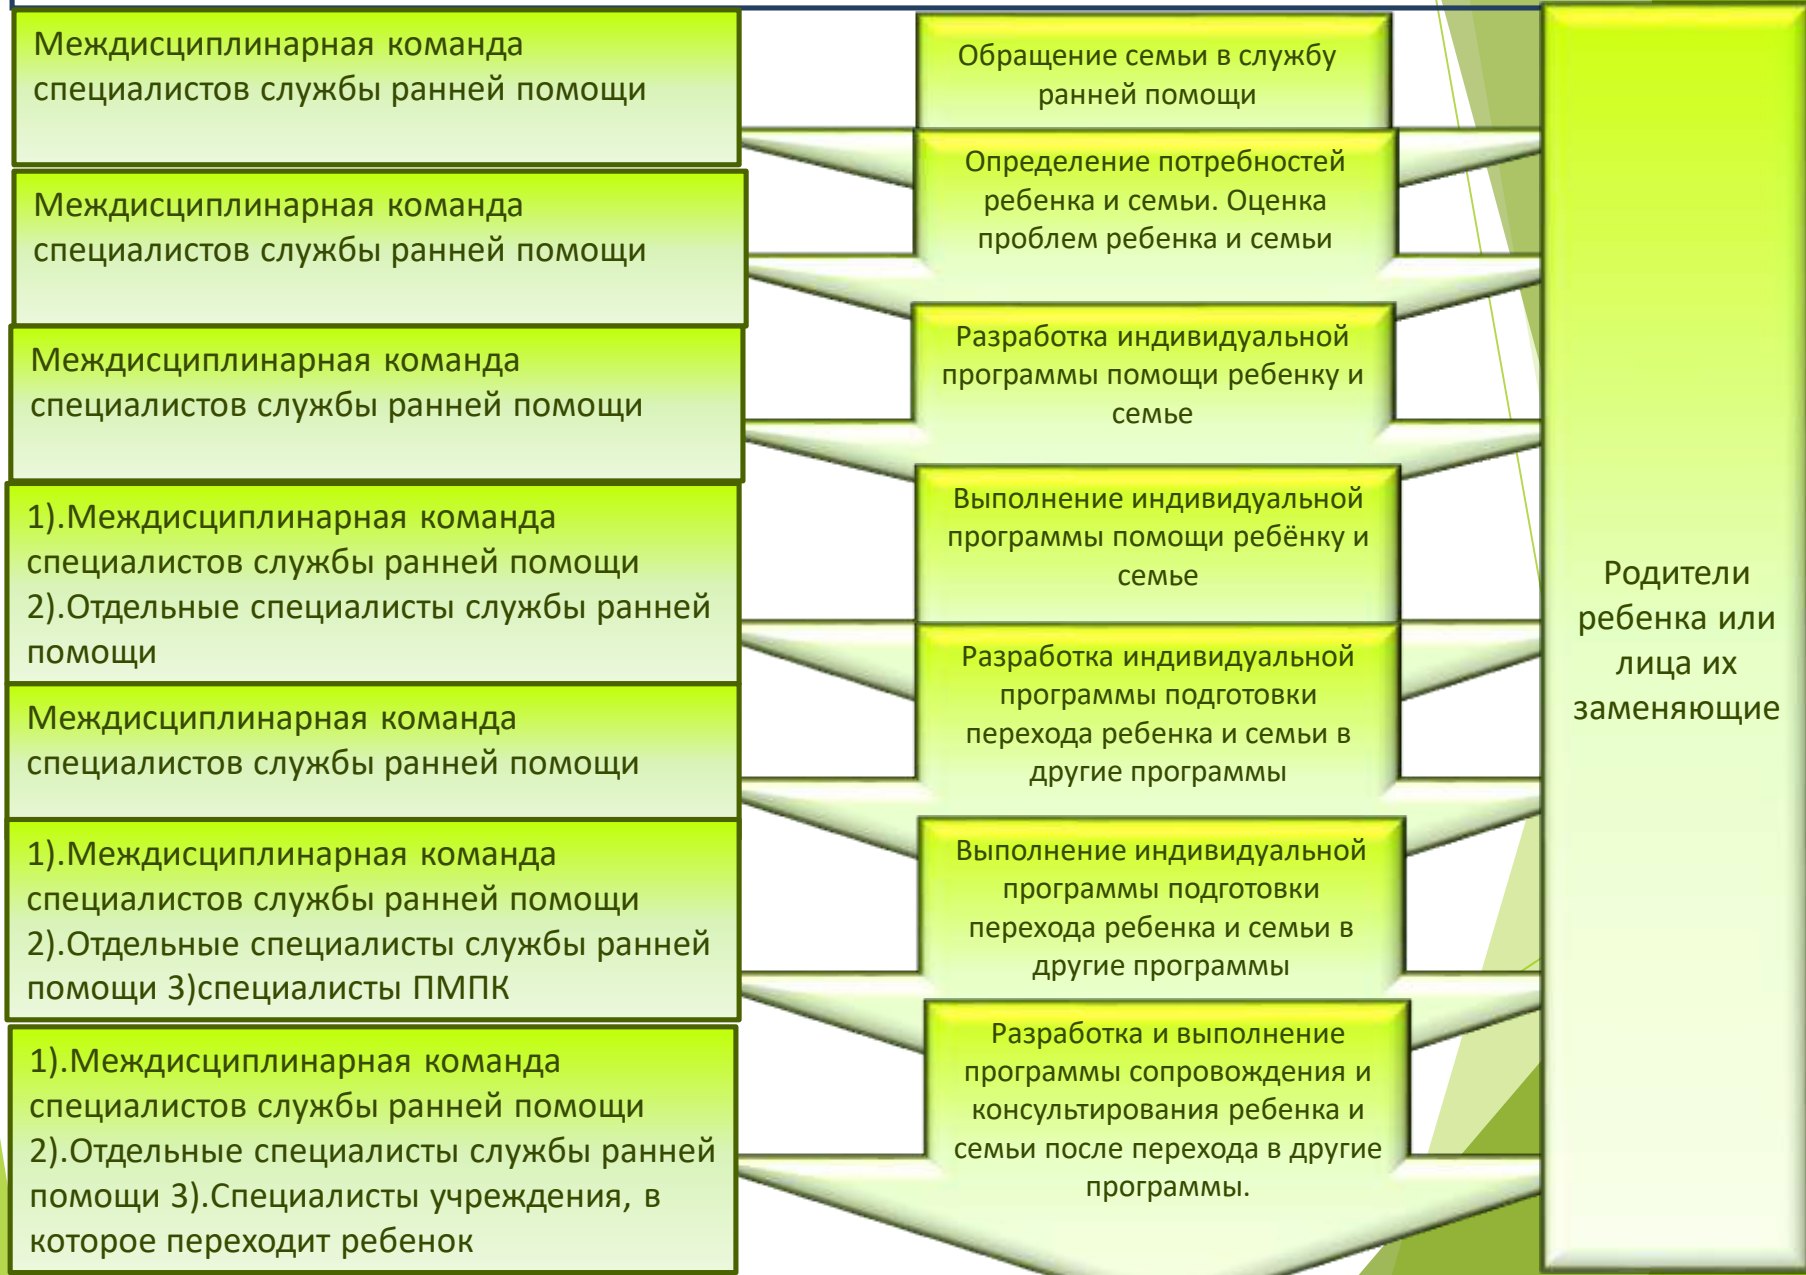 Междисциплинарная команда
специалистов службы ранней помощи
Обращение семьи в службу
ранней помощи
Междисциплинарная команда
специалистов службы ранней помощи
Определение потребностей
ребенка и семьи. Оценка
проблем ребенка и семьи
Междисциплинарная команда
специалистов службы ранней помощи
Разработка индивидуальной
программы помощи ребенку и
семье
1).Междисциплинарная команда
специалистов службы ранней помощи
2).Отдельные специалисты службы ранней
помощи
Выполнение индивидуальной
программы помощи ребёнку и
семье
Междисциплинарная команда
специалистов службы ранней помощи
Разработка индивидуальной
программы подготовки
перехода ребенка и семьи в
другие программы
1).Междисциплинарная команда
специалистов службы ранней помощи
2).Отдельные специалисты службы ранней
помощи 3)специалисты ПМПК
Выполнение индивидуальной
программы подготовки
перехода ребенка и семьи в
другие программы
1).Междисциплинарная команда
специалистов службы ранней помощи
2).Отдельные специалисты службы ранней
помощи 3).Специалисты учреждения, в
которое переходит ребенок
Разработка и выполнение
программы сопровождения и
консультирования ребенка и
семьи после перехода в другие
программы.
Родители
ребенка или
лица их
заменяющие